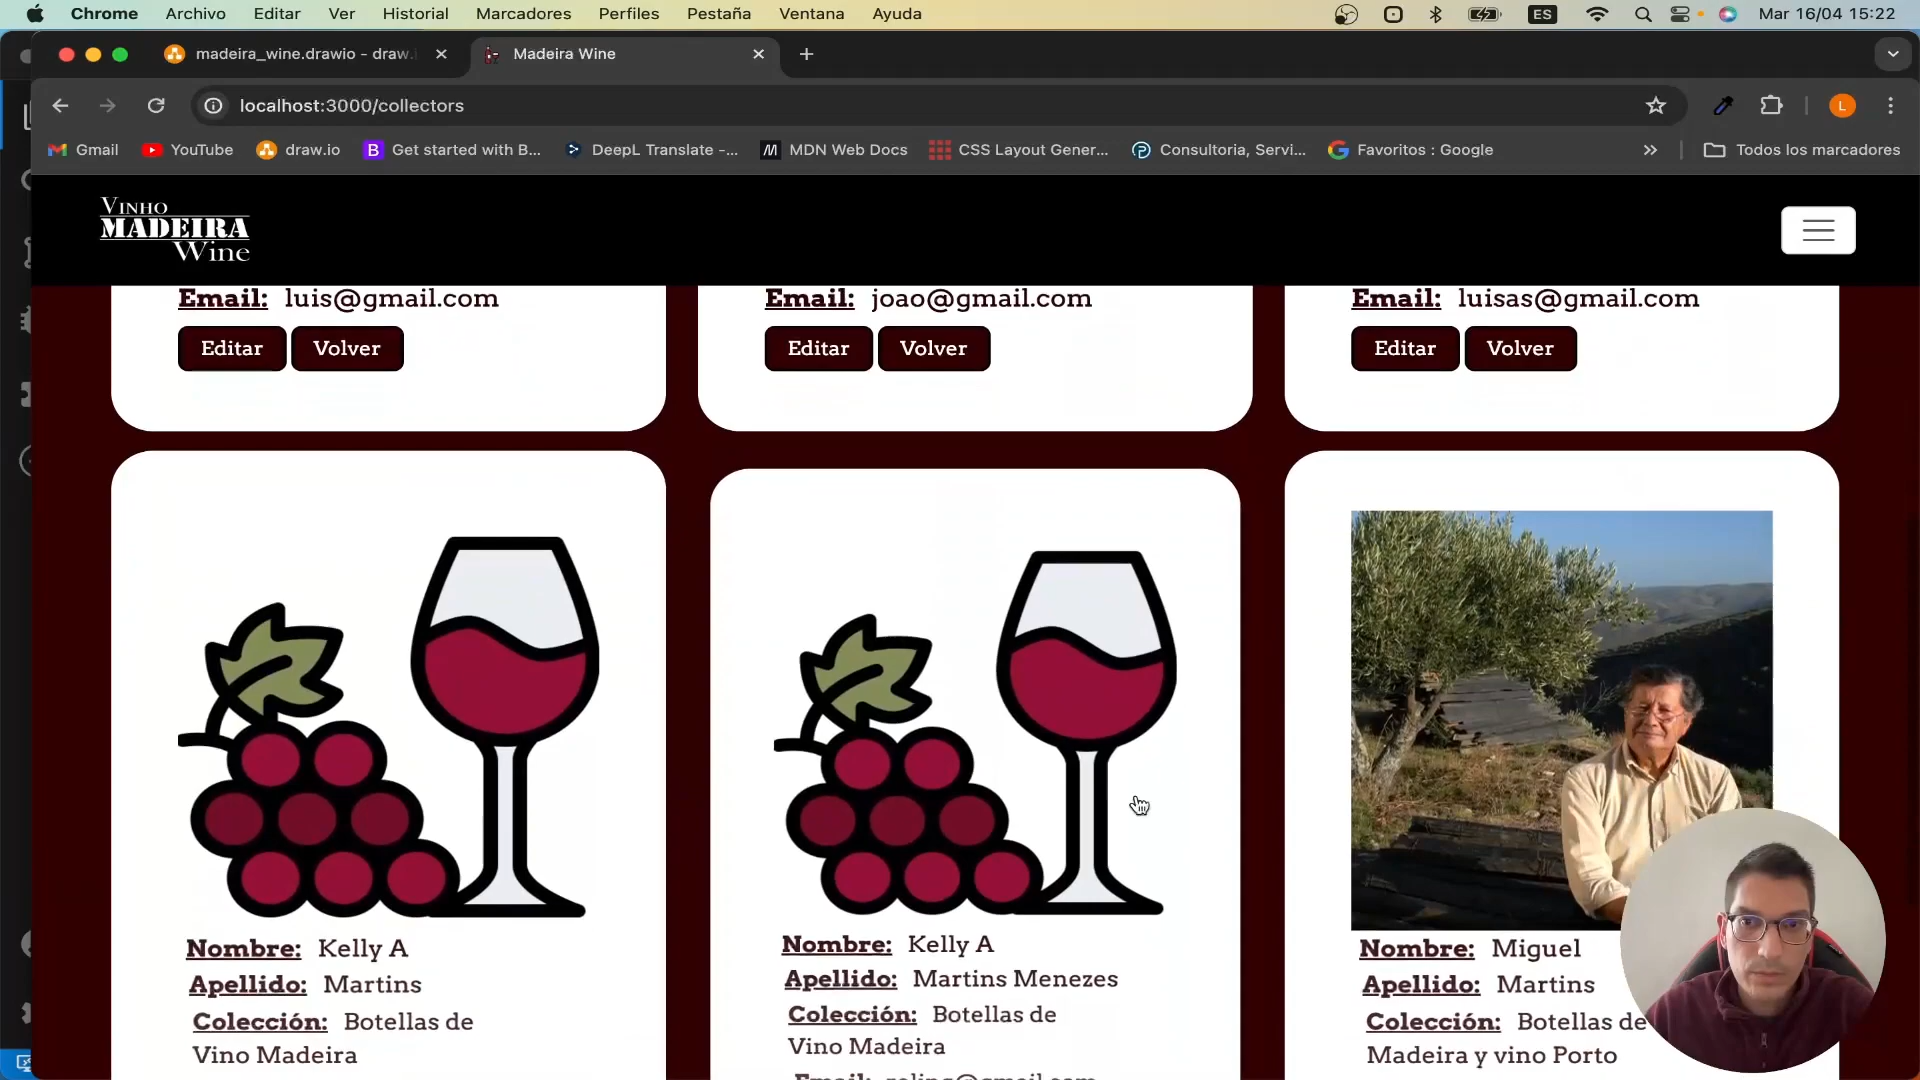 Chrome Archivo Editar Ver Historial Marcadores Perfiles Pestaña Ventana Ayuda ES Mar 16/04 15:22
madeira_wine.drawio - draw. Madeira Wine
localhost:3000/collectors L
Gmail YouTube draw.io B Get started with B... DeepL Translate -... MDN Web Docs CSS Layout Gener... Consultoria, Servi... Favoritos : Google Todos los marcadores
VINHO
MADEIRA
Wine
Email: luis@gmail.com
Editar Volver
Email: joao@gmail.com
Editar Volver
Email: luisas@gmail.com
Editar Volver
Nombre: Kelly A
Apellido: Martins
Colección: Botellas de
Vino Madeira
Nombre: Kelly A
Apellido: Martins Menezes
Colección: Botellas de
Vino Madeira
Nombre: Miguel
Apellido: Martins
Colección: Botellas de
Madeira y vino Porto